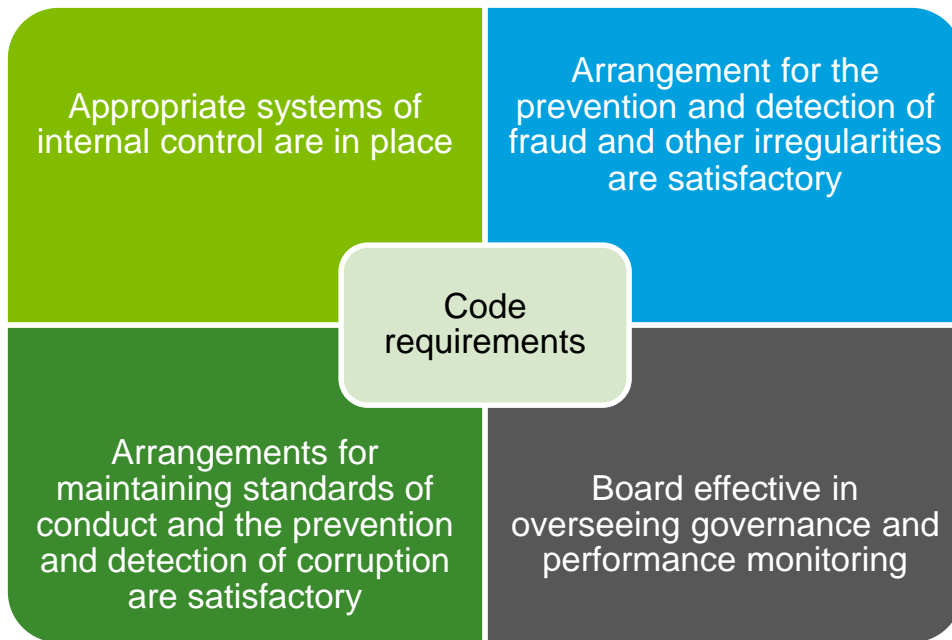 Appropriate systems of
internal control are in place
Arrangement for the
prevention and detection of
fraud and other irregularities
are satisfactory
Code
requirements
Arrangements for
maintaining standards of
conduct and the prevention
and detection of corruption
are satisfactory
Board effective in
overseeing governance and
performance monitoring